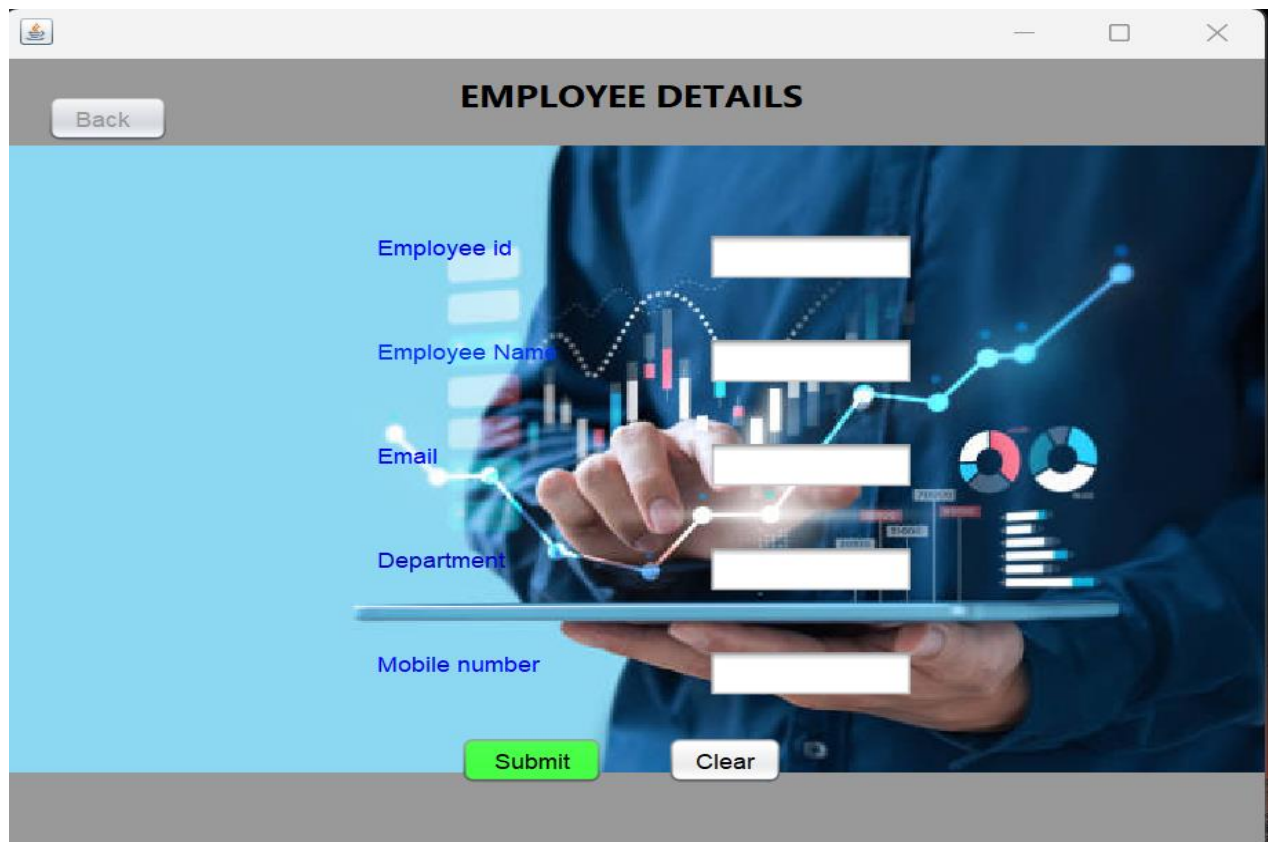 EMPLOYEE DETAILS
Back
Employee id
Employee Name
Email
Department
Mobile number
Submit
Clear